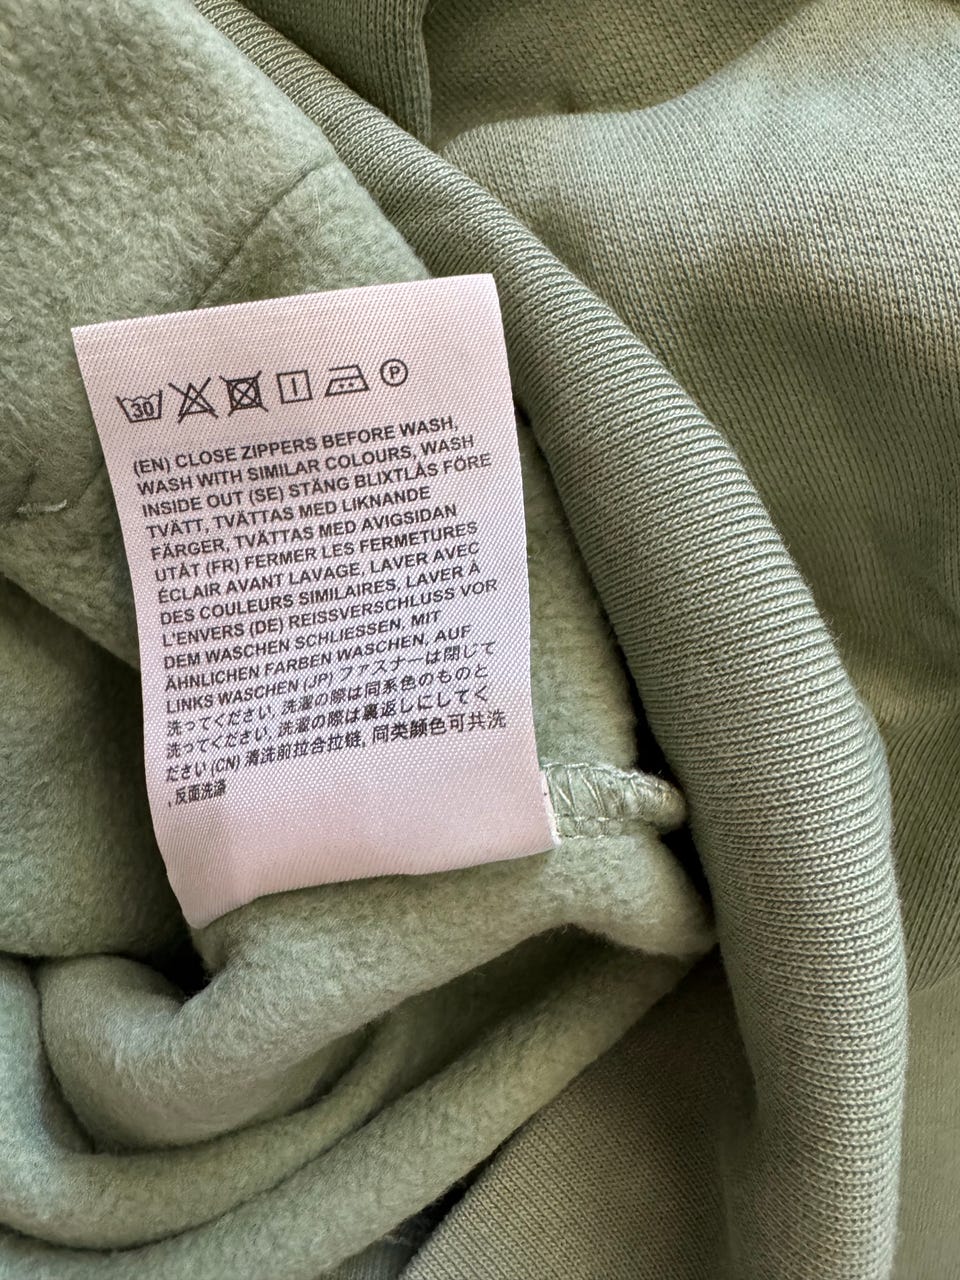 30 P
(EN) CLOSE ZIPPERS BEFORE WASH,
WASH WITH SIMILAR COLOURS, WASH
INSIDE OUT (SE) STÄNG BLIXTLÅS FÖRE
TVÄTT, TVÄTTAS MED LIKNANDE
FÄRGER, TVÄTTAS MED AVIGSIDAN
UTÅT (FR) FERMER LES FERMETURES
ÉCLAIR AVANT LAVAGE, LAVER AVEC
DES COULEURS SIMILAIRES, LAVER À
L'ENVERS (DE) REISSVERSCHLUSS VOR
DEM WASCHEN SCHLIESSEN, MIT
ÄHNLICHEN FARBEN WASCHEN, AUF
LINKS WASCHEN (JP) ファスナーは閉じて
洗ってください, 洗濯の際は同系色のものと
洗ってください, 洗濯の際は裏返しにしてく
ださい (CN) 清洗前拉合拉链, 同类颜色可共洗
, 反面洗涤